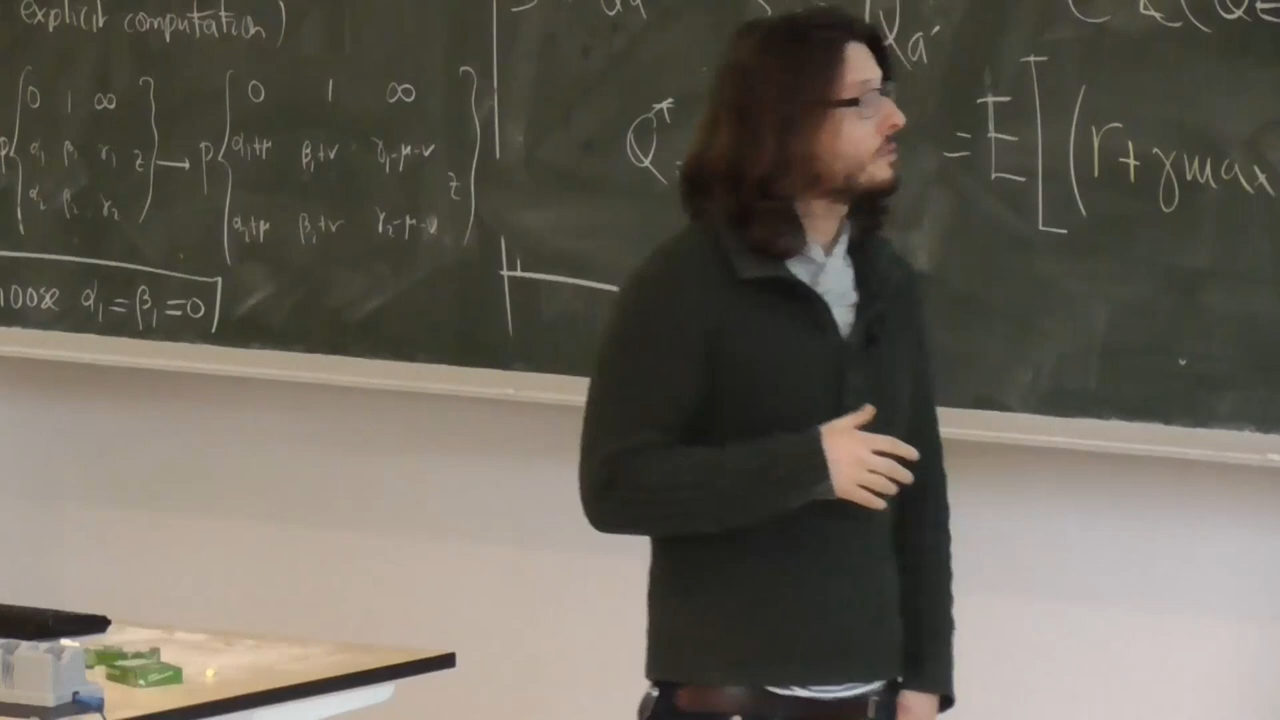 explicit computation)
0 1 ∞
P α₁ β₁ γ₁ z
α₂ β₂ γ₂
→ P 0 1 ∞
α₁+μ β₁+ν γ₁-μ-ν z
α₂+μ β₂+ν γ₂-μ-ν
α₁=β₁=0
Qa'
Q* = E[(r+γmax